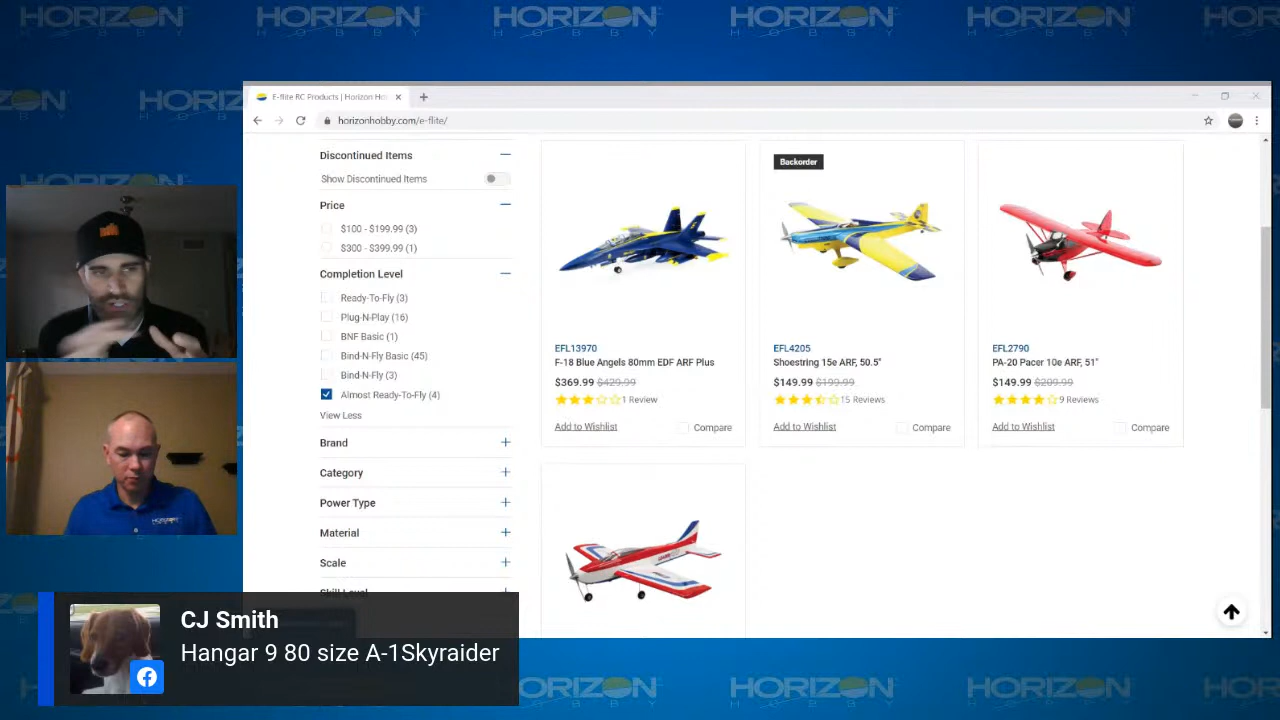 HORIZON HOBBY
E-flite RC Products | Horizon Ho
horizonhobby.com/e-flite/
Discontinued Items
Show Discontinued Items
Price
$100 - $199.99 (3)
$300 - $399.99 (1)
Completion Level
Ready-To-Fly (3)
Plug-N-Play (16)
BNF Basic (1)
Bind-N-Fly Basic (45)
Bind-N-Fly (3)
Almost Ready-To-Fly (4)
View Less
Brand
Category
Power Type
Material
Scale
Skill Level
EFL13970
F-18 Blue Angels 80mm EDF ARF Plus
$369.99 $429.99
1 Review
Add to Wishlist
Compare
Backorder
EFL4205
Shoestring 15e ARF, 50.5"
$149.99 $199.99
15 Reviews
Add to Wishlist
Compare
EFL2790
PA-20 Pacer 10e ARF, 51"
$149.99 $209.99
9 Reviews
Add to Wishlist
Compare
CJ Smith
Hangar 9 80 size A-1Skyraider